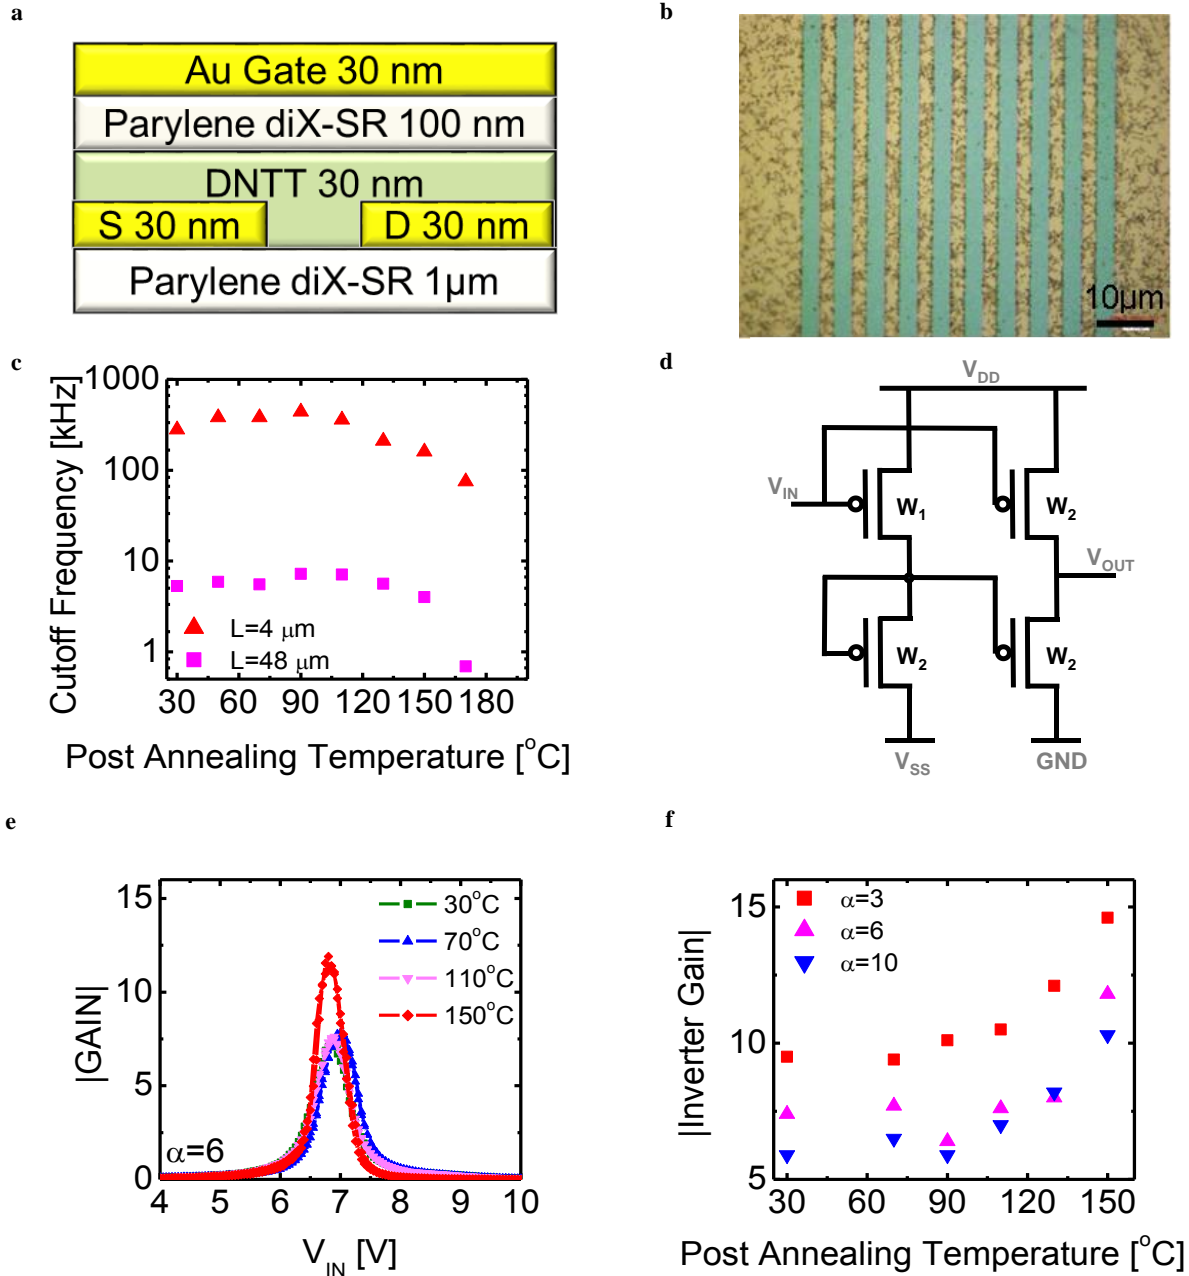 a
Au Gate 30 nm
Parylene diX-SR 100 nm
DNTT 30 nm
S 30 nm
D 30 nm
Parylene diX-SR 1µm
b
10µm
c
Cutoff Frequency [kHz]
1000
100
10
1
L=4 µm
L=48 µm
30 60 90 120 150 180
Post Annealing Temperature [°C]
d
V_DD
V_IN
W_1
W_2
V_OUT
W_2
W_2
V_SS
GND
e
|GAIN|
15
10
5
0
30°C
70°C
110°C
150°C
α=6
4 5 6 7 8 9 10
V_IN [V]
f
|Inverter Gain|
15
10
5
α=3
α=6
α=10
30 60 90 120 150
Post Annealing Temperature [°C]